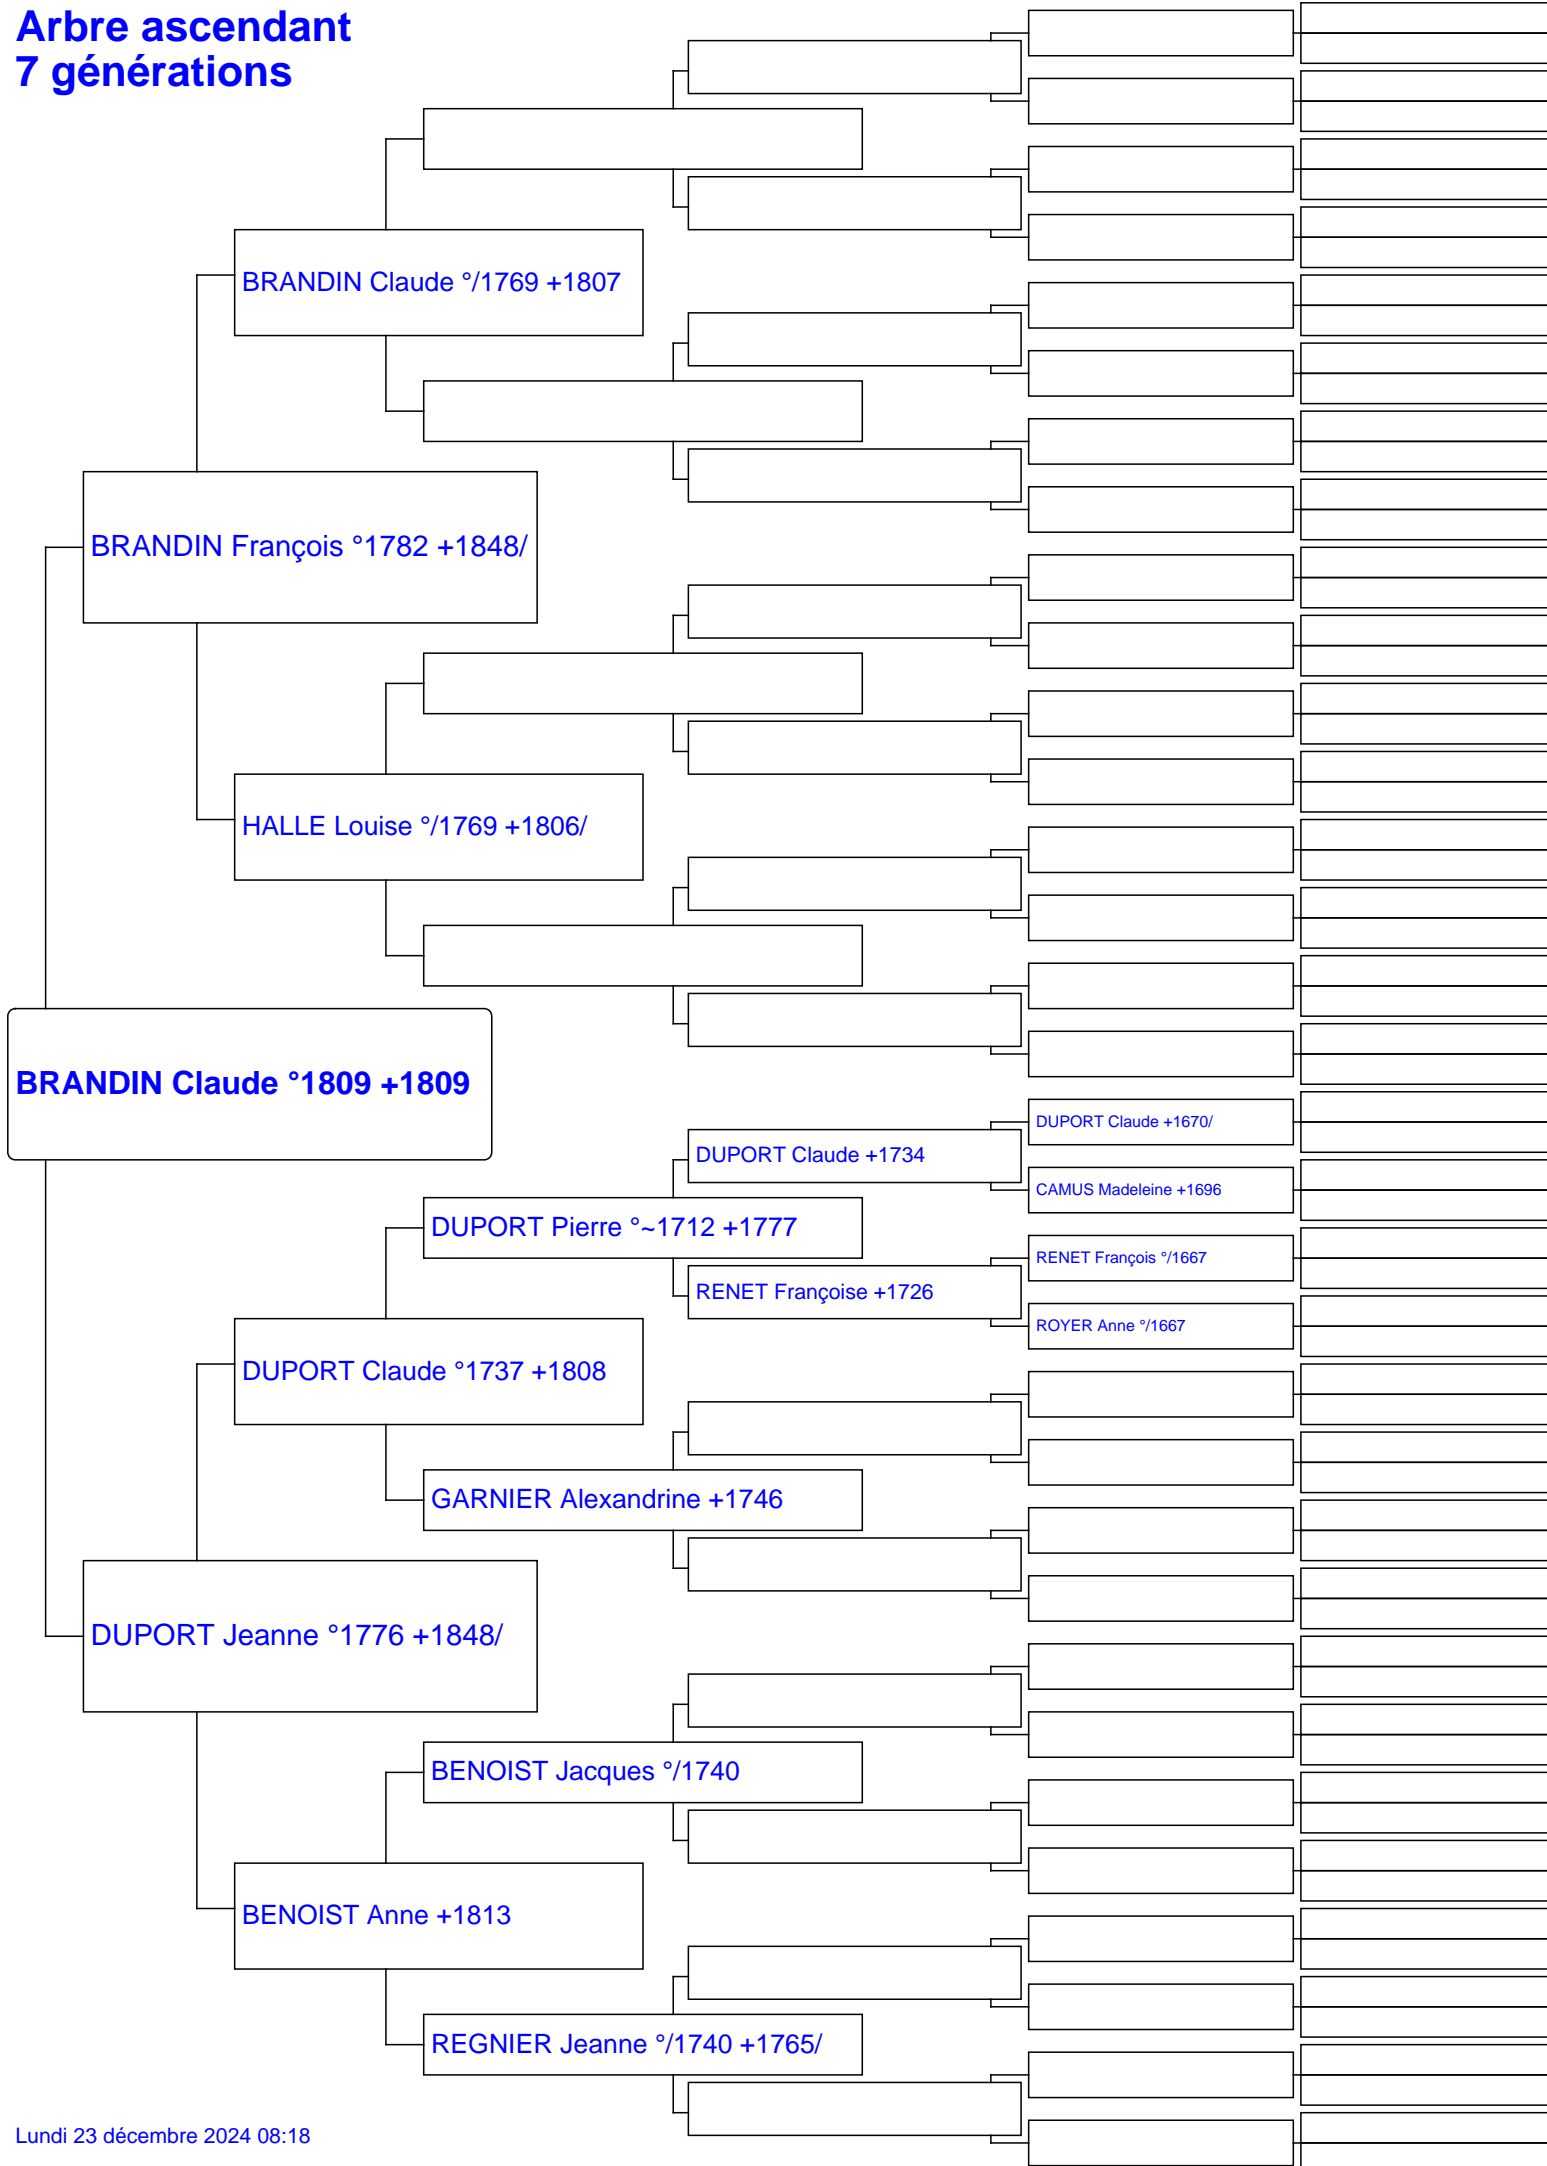 Arbre ascendant
7 générations
BRANDIN Claude °/1769 +1807
BRANDIN François °1782 +1848/
HALLE Louise °/1769 +1806/
BRANDIN Claude °1809 +1809
DUPORT Claude +1670/
DUPORT Claude +1734
CAMUS Madeleine +1696
DUPORT Pierre °~1712 +1777
RENET François °/1667
RENET Françoise +1726
ROYER Anne °/1667
DUPORT Claude °1737 +1808
GARNIER Alexandrine +1746
DUPORT Jeanne °1776 +1848/
BENOIST Jacques °/1740
BENOIST Anne +1813
REGNIER Jeanne °/1740 +1765/
Lundi 23 décembre 2024 08:18